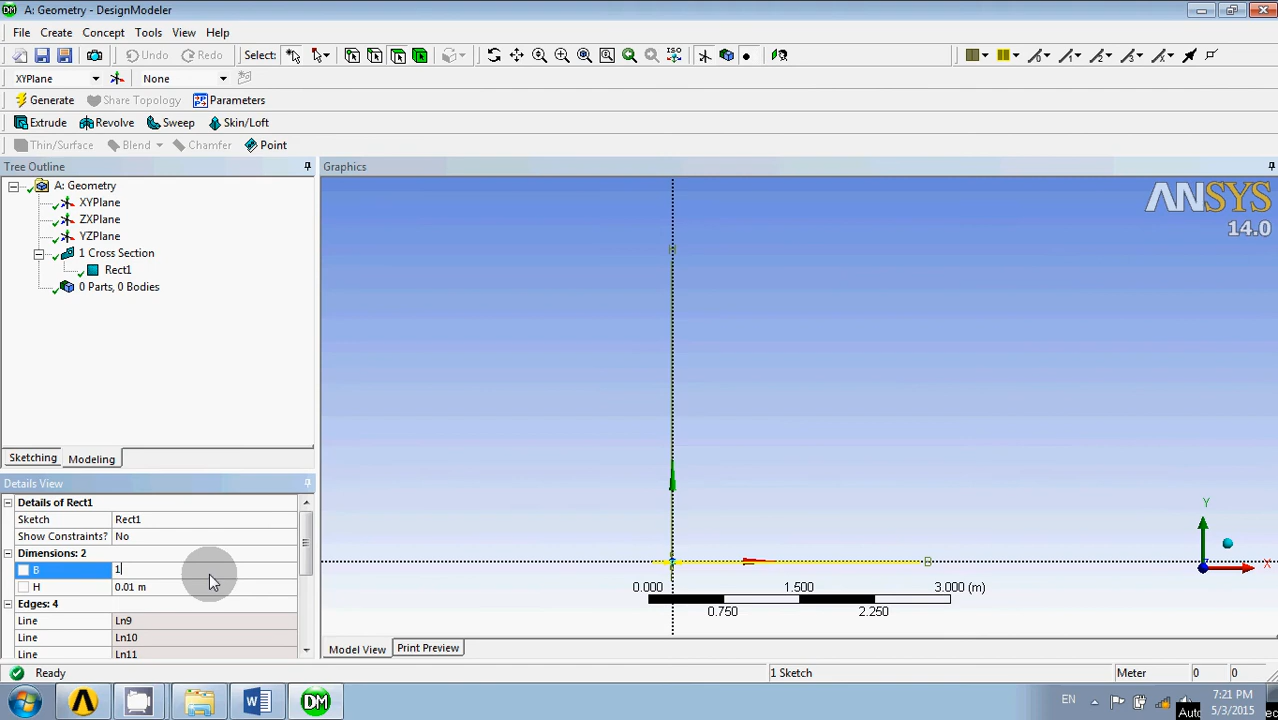 A: Geometry - DesignModeler
File Create Concept Tools View Help
Undo Redo Select: ISO
XYPlane None
Generate Share Topology Parameters
Extrude Revolve Sweep Skin/Loft
Thin/Surface Blend Chamfer Point
Tree Outline
A: Geometry
XYPlane
ZXPlane
YZPlane
1 Cross Section
Rect1
0 Parts, 0 Bodies
Sketching Modeling
Details View
Details of Rect1
Sketch Rect1
Show Constraints? No
Dimensions: 2
B 1
H 0.01 m
Edges: 4
Line Ln9
Line Ln10
Line Ln11
Graphics
ANSYS
14.0
H
B
0.000 1.500 3.000 (m)
0.750 2.250
Y
X
Model View Print Preview
Ready 1 Sketch Meter 0 0
W DM EN 7:21 PM
5/3/2015